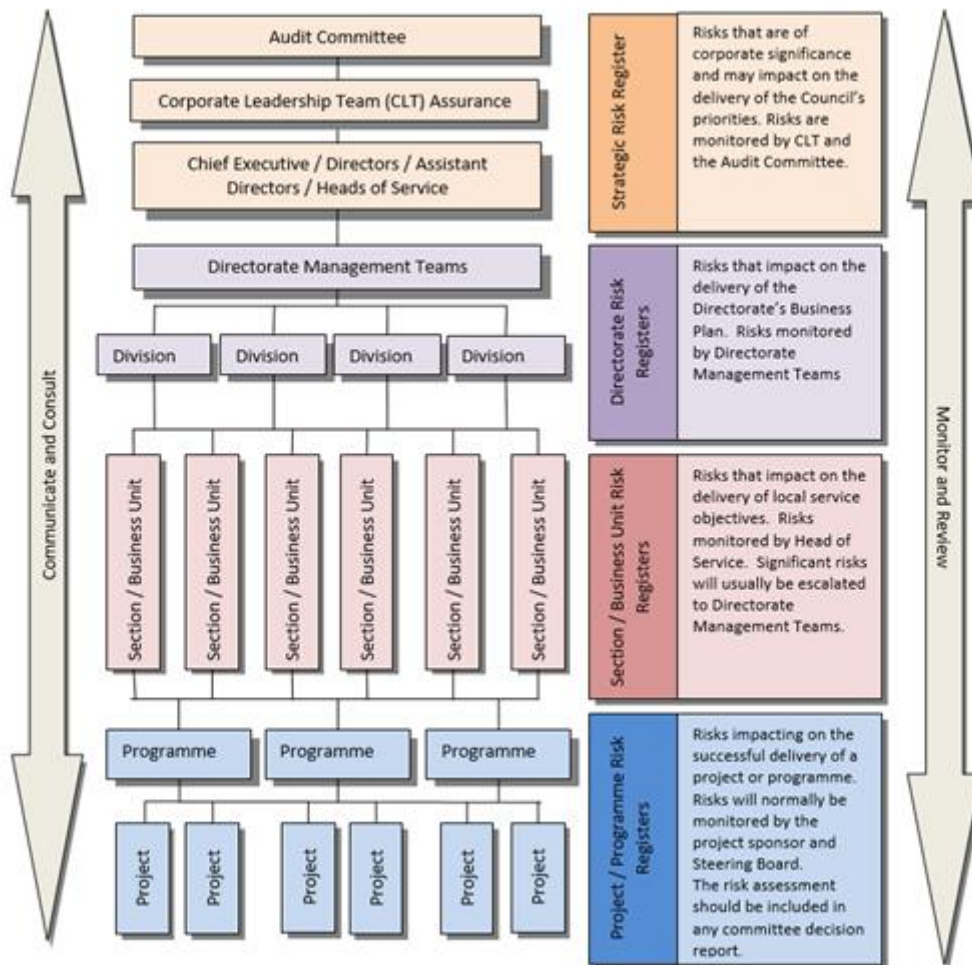 Audit Committee
Corporate Leadership Team (CLT) Assurance
Chief Executive / Directors / Assistant
Directors / Heads of Service
Strategic Risk Register
Risks that are of
corporate significance
and may impact on the
delivery of the Council's
priorities. Risks are
monitored by CLT and
the Audit Committee.
Directorate Management Teams
Division
Division
Division
Division
Directorate Risk
Registers
Risks that impact on the
delivery of the
Directorate's Business
Plan. Risks monitored
by Directorate
Management Teams
Communicate and Consult
Monitor and Review
Section / Business Unit
Section / Business Unit
Section / Business Unit
Section / Business Unit
Section / Business Unit
Section / Business Unit
Section / Business Unit Risk
Registers
Risks that impact on the
delivery of local service
objectives. Risks
monitored by Head of
Service. Significant risks
will usually be escalated
to Directorate
Management Teams.
Programme
Programme
Programme
Project
Project
Project
Project
Project
Project
Project / Programme Risk
Registers
Risks impacting on the
successful delivery of a
project or programme.
Risks will normally be
monitored by the
project sponsor and
Steering Board.
The risk assessment
should be included in
any committee decision
report.